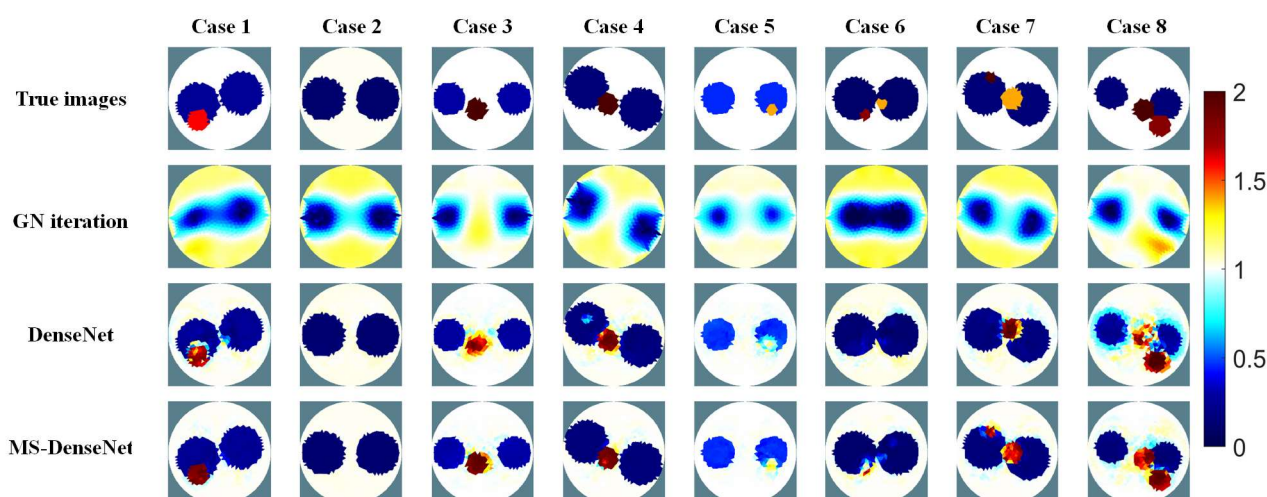 Case 1 Case 2 Case 3 Case 4 Case 5 Case 6 Case 7 Case 8
True images
GN iteration
DenseNet
MS-DenseNet
2
1.5
1
0.5
0